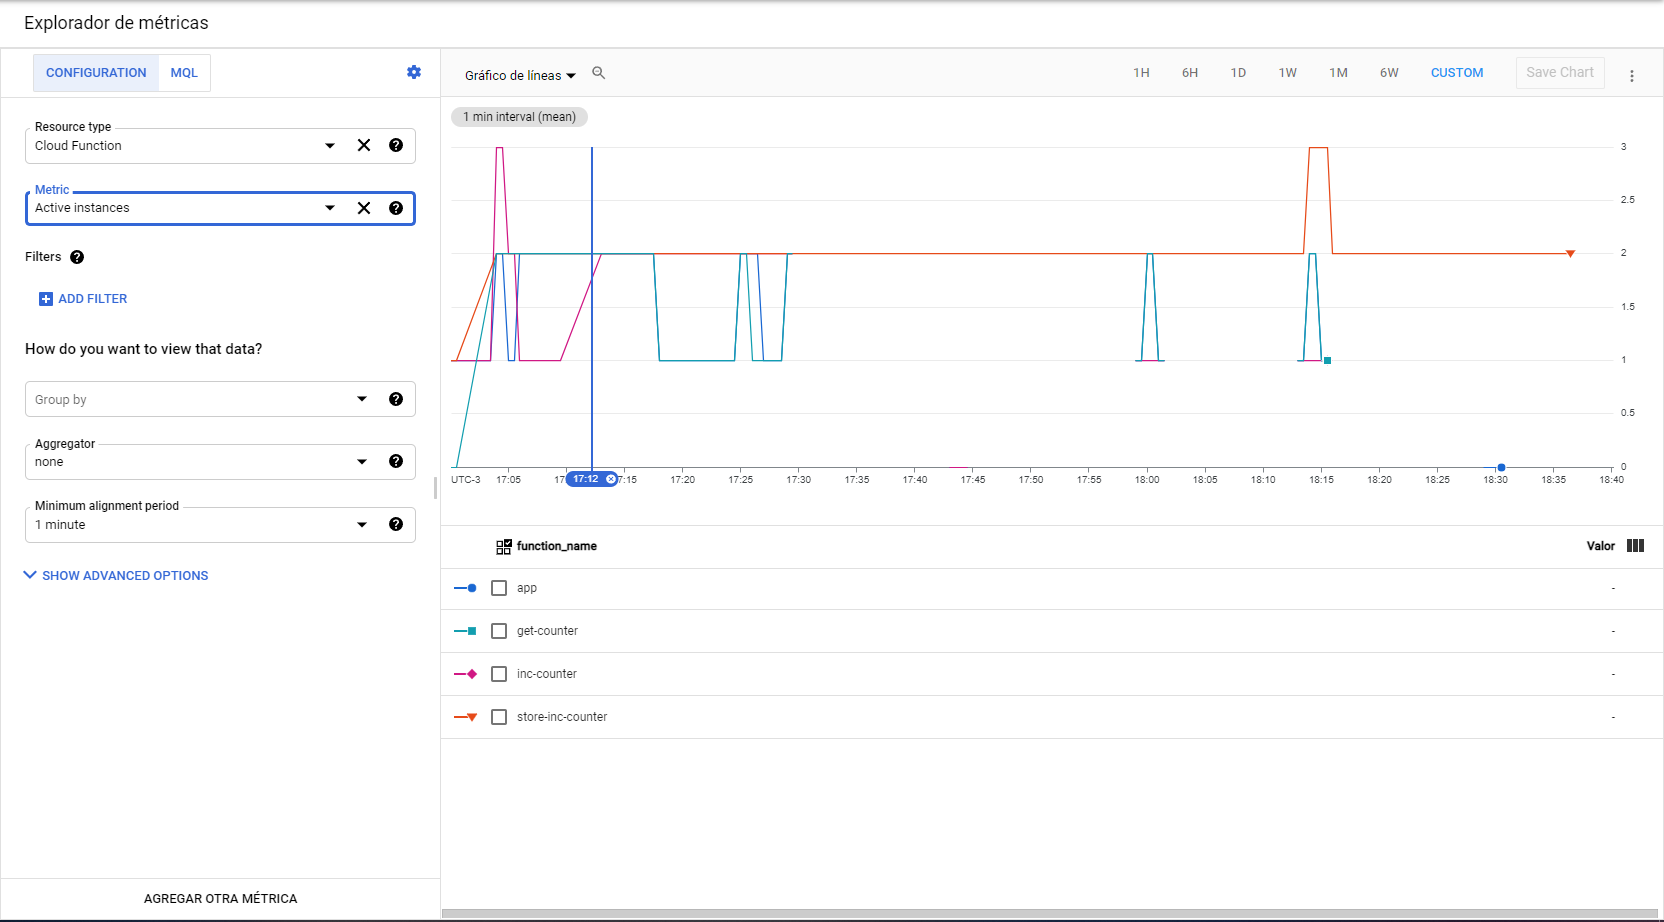 Explorador de métricas
CONFIGURATION
MQL
Resource type
Cloud Function
Metric
Active instances
Filters
ADD FILTER
How do you want to view that data?
Group by
Aggregator
none
Minimum alignment period
1 minute
SHOW ADVANCED OPTIONS
AGREGAR OTRA MÉTRICA
Gráfico de líneas
1H 6H 1D 1W 1M 6W CUSTOM Save Chart
1 min interval (mean)
3
2.5
2
1.5
1
0.5
0
UTC-3 17:05 17 17:12 7:15 17:20 17:25 17:30 17:35 17:40 17:45 17:50 17:55 18:00 18:05 18:10 18:15 18:20 18:25 18:30 18:35 18:40
function_name Valor
app -
get-counter -
inc-counter -
store-inc-counter -